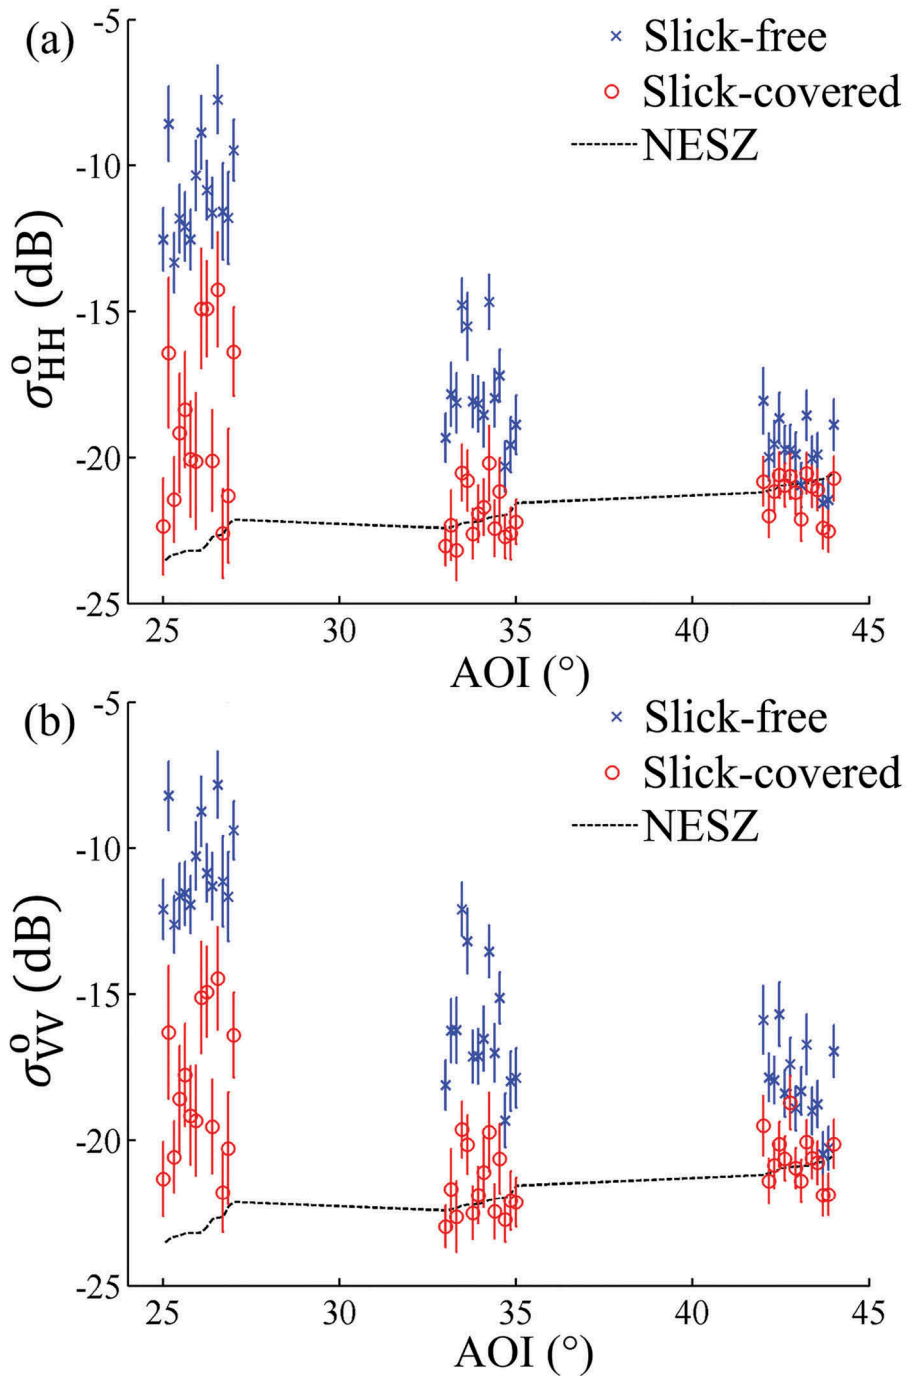 (a)
Slick-free
Slick-covered
NESZ
σ°HH (dB)
-5
-10
-15
-20
-25
25 30 35 40 45
AOI (°)
(b)
Slick-free
Slick-covered
NESZ
σ°VV (dB)
-5
-10
-15
-20
-25
25 30 35 40 45
AOI (°)